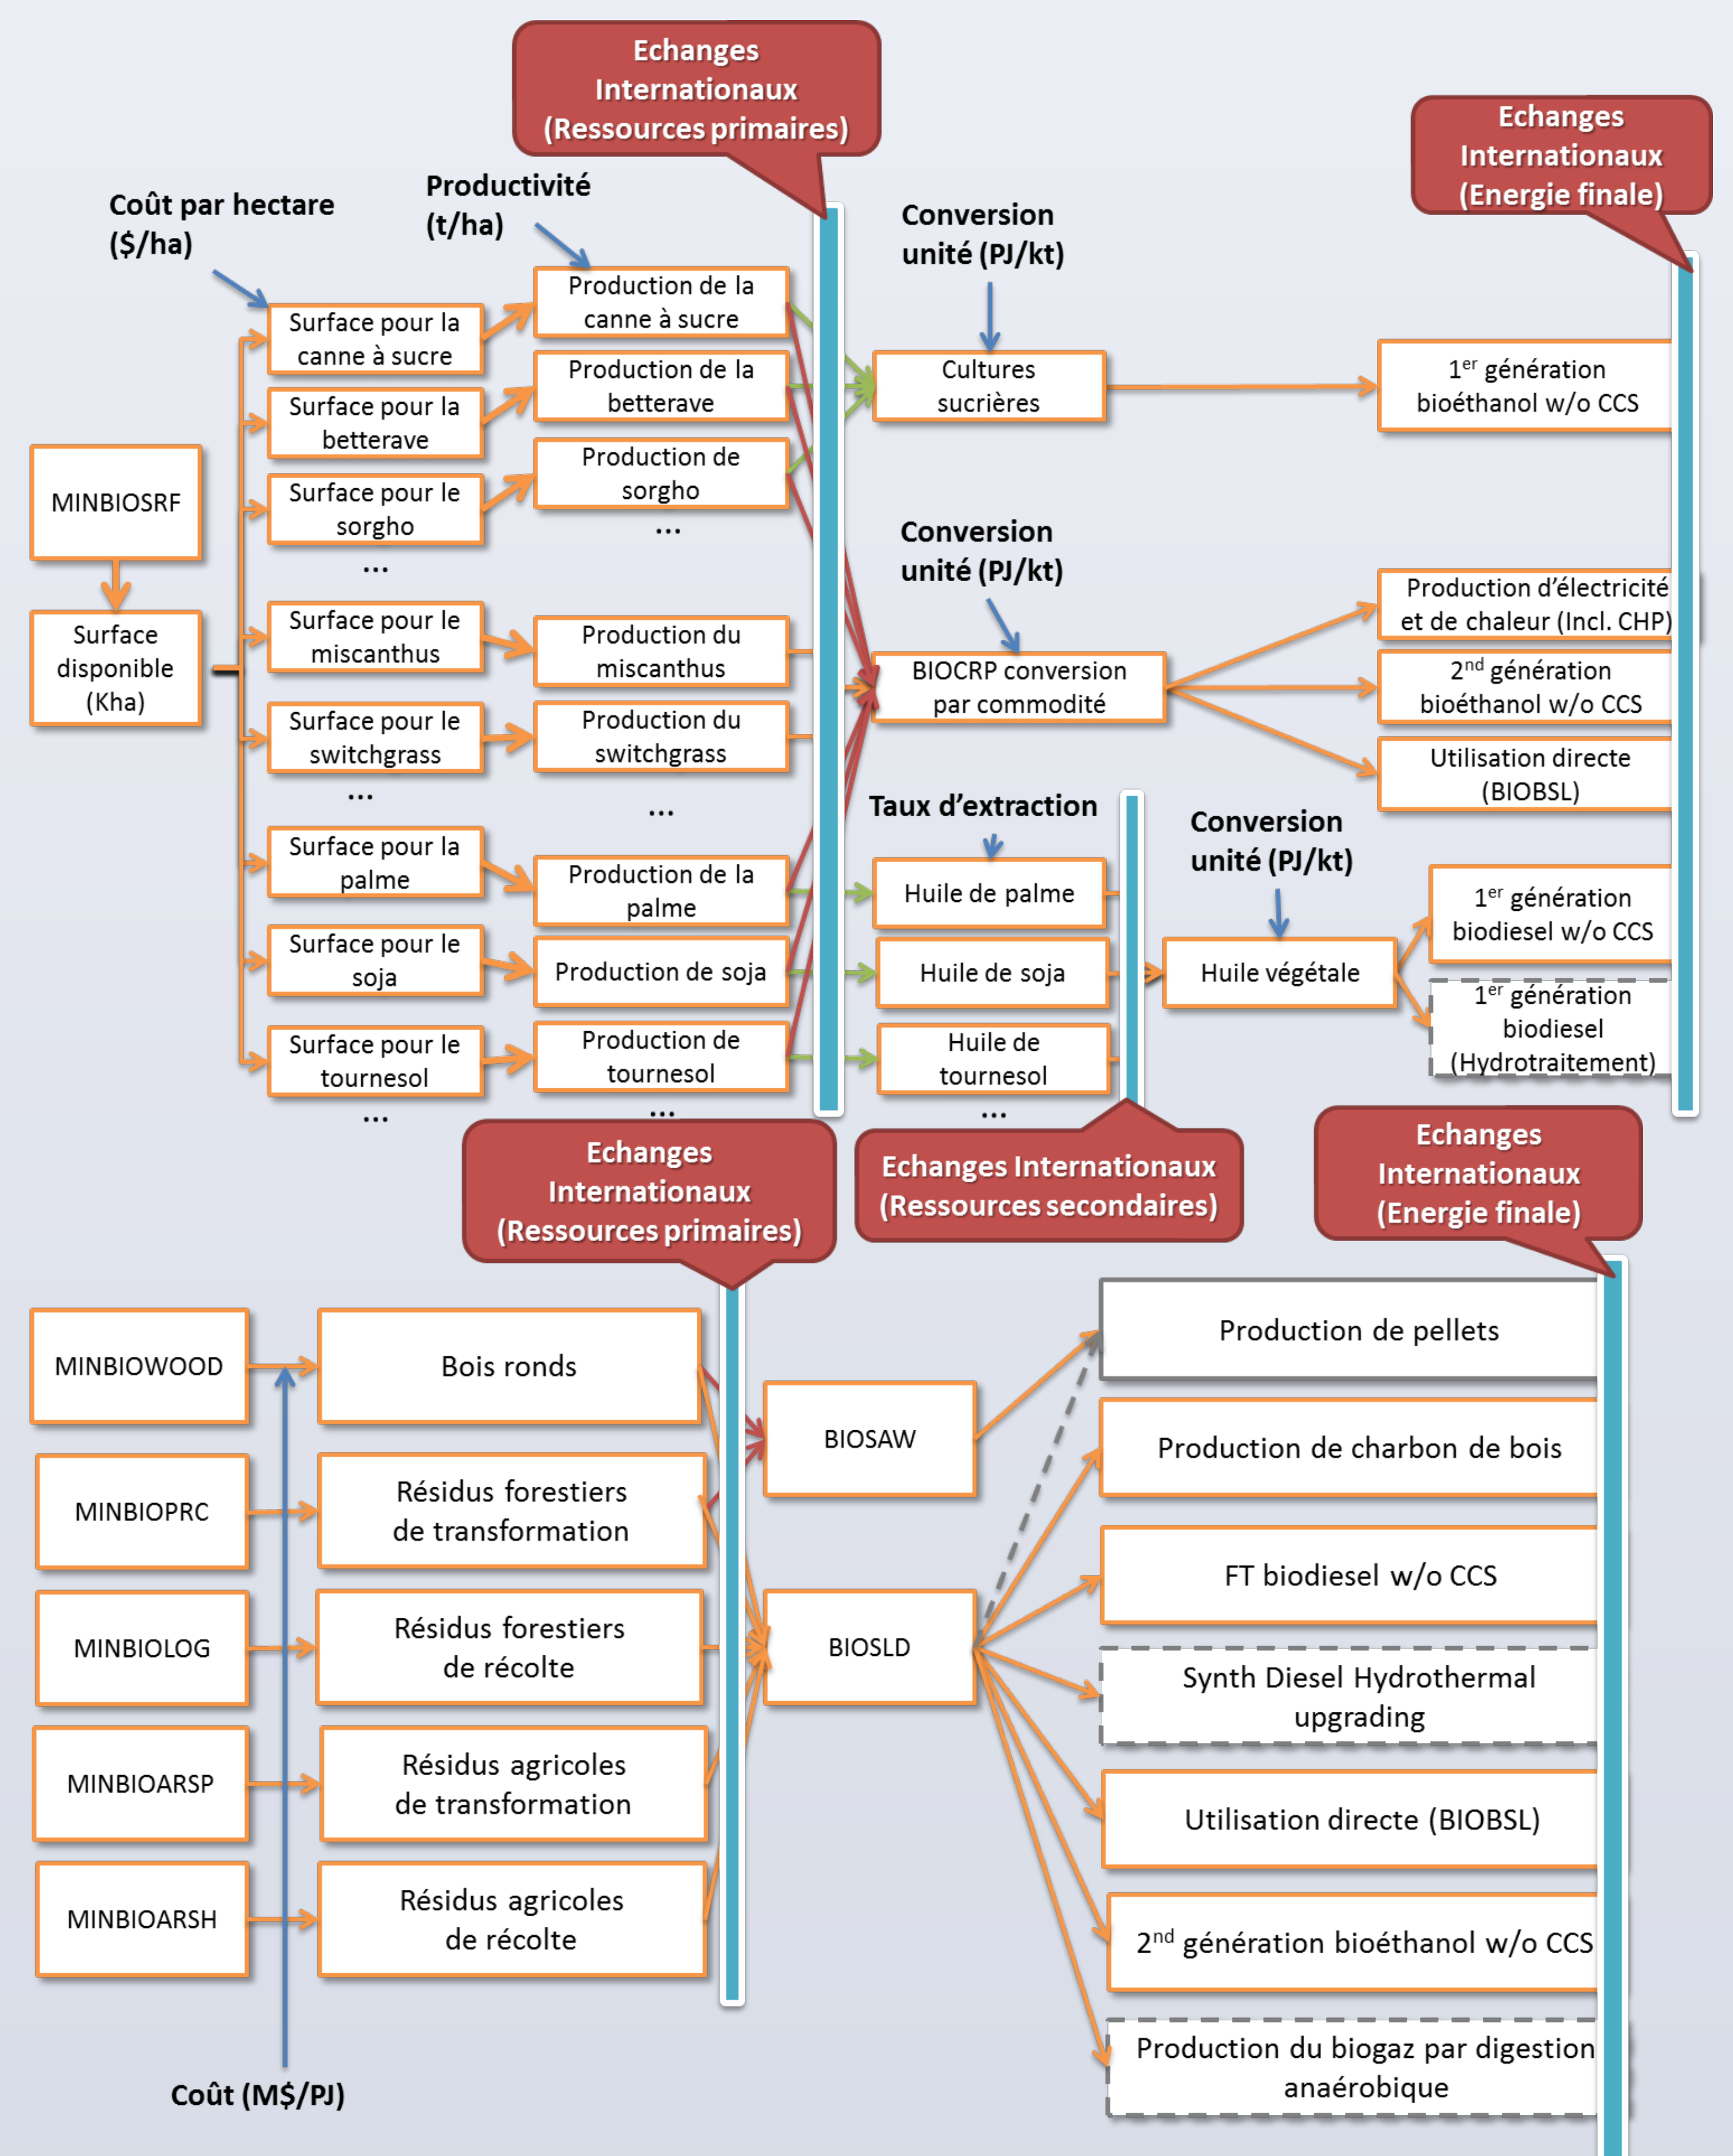 Echanges
Internationaux
(Ressources primaires)
Echanges
Internationaux
(Energie finale)
Coût par hectare
($/ha)
Productivité
(t/ha)
Conversion
unité (PJ/kt)
MINBIOSRF
Surface
disponible
(Kha)
Surface pour la
canne à sucre
Surface pour la
betterave
Surface pour le
sorgho
...
Surface pour le
miscanthus
Surface pour le
switchgrass
...
Surface pour la
palme
Surface pour le
soja
Surface pour le
tournesol
...
Production de la
canne à sucre
Production de la
betterave
Production de
sorgho
...
Production du
miscanthus
Production du
switchgrass
...
Production de la
palme
Production de soja
Production de
tournesol
...
Cultures
sucrières
1er génération
bioéthanol w/o CCS
Conversion
unité (PJ/kt)
BIOCRP conversion
par commodité
Production d’électricité
et de chaleur (Incl. CHP)
2nd génération
bioéthanol w/o CCS
Utilisation directe
(BIOBSL)
Taux d’extraction
Huile de palme
Huile de soja
Huile de
tournesol
...
Conversion
unité (PJ/kt)
Huile végétale
1er génération
biodiesel w/o CCS
1er génération
biodiesel
(Hydrotraitement)
Echanges
Internationaux
(Ressources primaires)
Echanges Internationaux
(Ressources secondaires)
Echanges
Internationaux
(Energie finale)
MINBIOWOOD
MINBIOPRC
MINBIOLOG
MINBIOARSP
MINBIOARSH
Coût (M$/PJ)
Bois ronds
Résidus forestiers
de transformation
Résidus forestiers
de récolte
Résidus agricoles
de transformation
Résidus agricoles
de récolte
BIOSAW
BIOSLD
Production de pellets
Production de charbon de bois
FT biodiesel w/o CCS
Synth Diesel Hydrothermal
upgrading
Utilisation directe (BIOBSL)
2nd génération bioéthanol w/o CCS
Production du biogaz par digestion
anaérobique